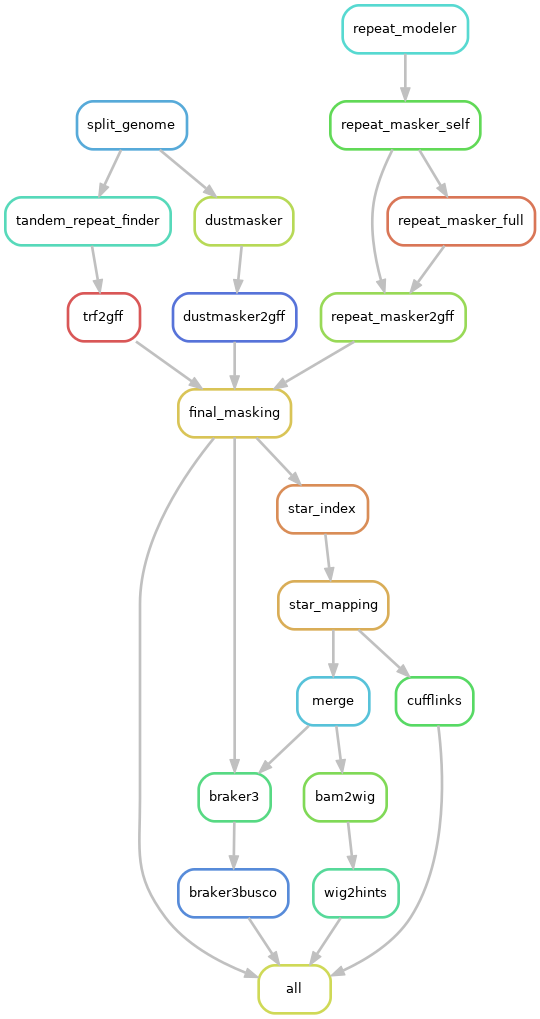 repeat_modeler
split_genome
repeat_masker_self
tandem_repeat_finder
dustmasker
repeat_masker_full
trf2gff
dustmasker2gff
repeat_masker2gff
final_masking
star_index
star_mapping
merge
cufflinks
braker3
bam2wig
braker3busco
wig2hints
all